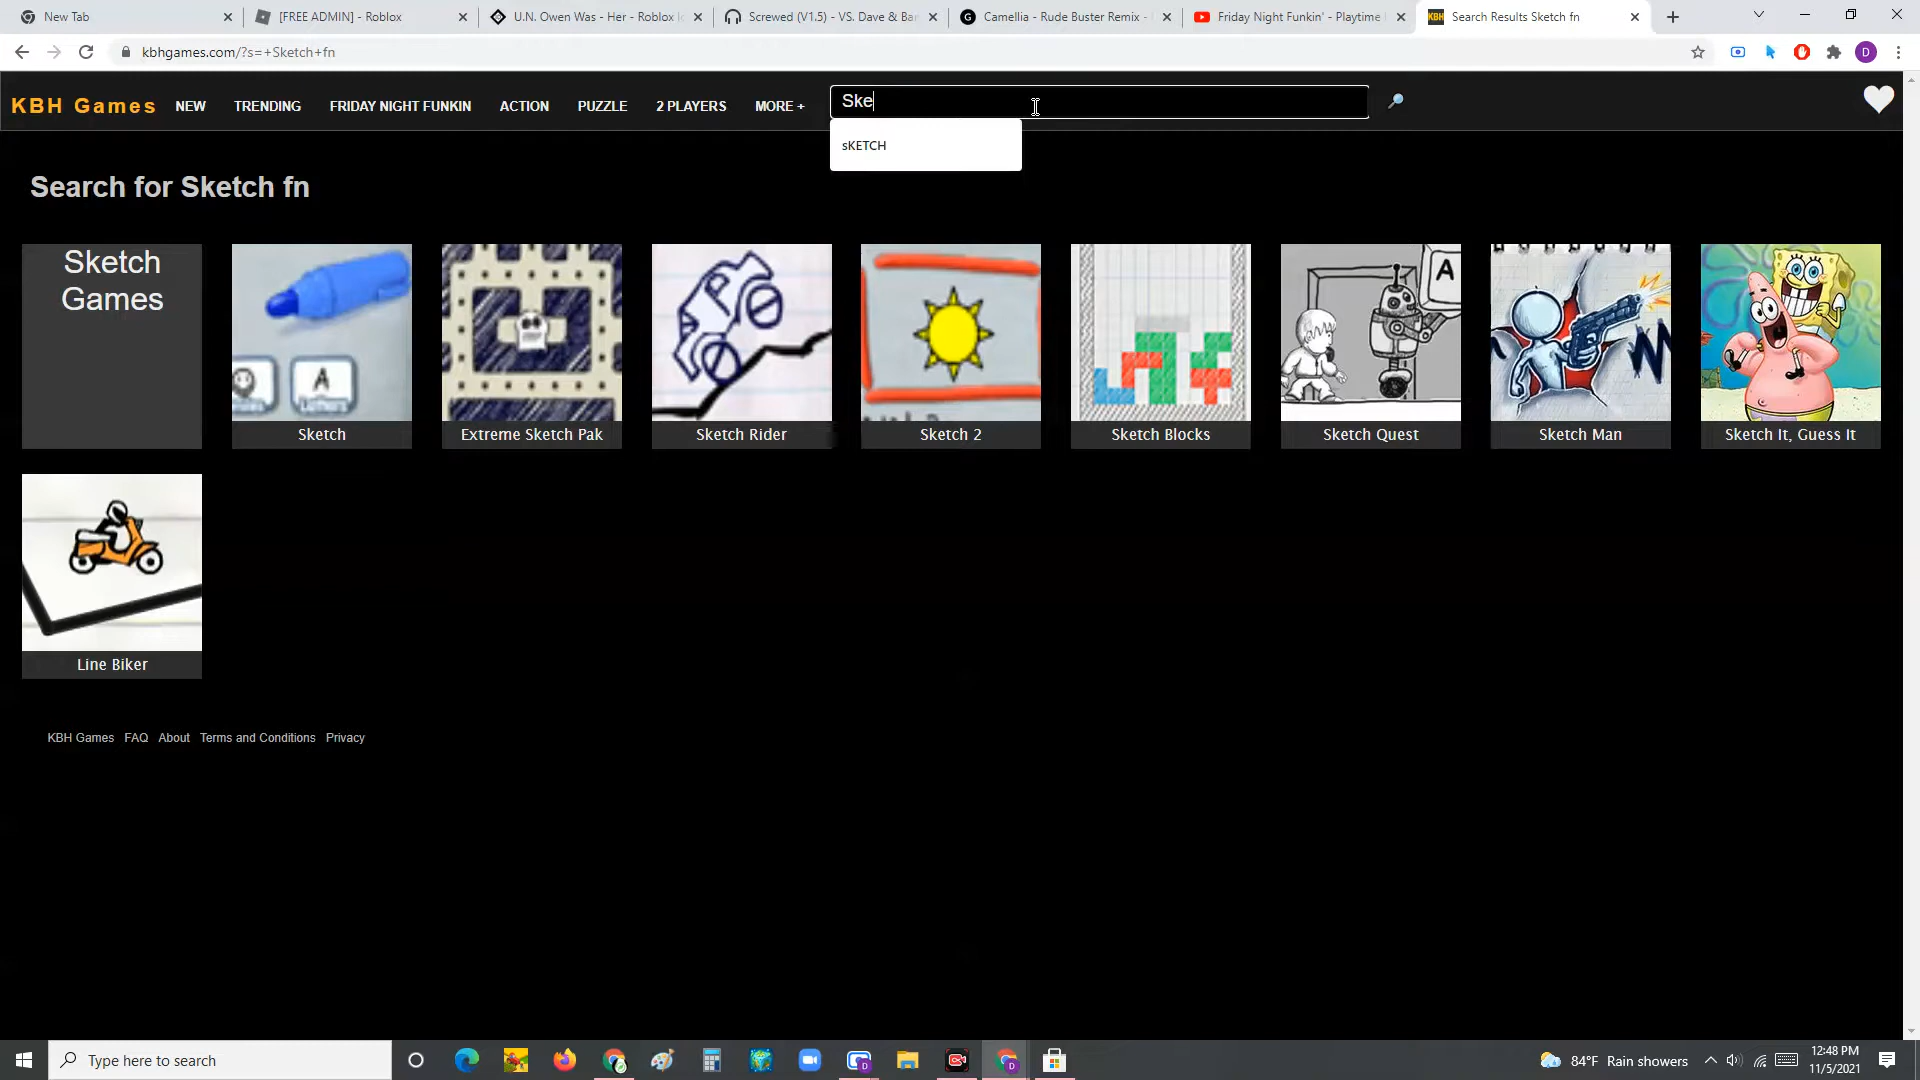 New Tab
[FREE ADMIN] - Roblox
U.N. Owen Was - Her - Roblox
Screwed (V1.5) - VS. Dave & Ba
Camellia - Rude Buster Remix -
Friday Night Funkin' - Playtime
KBH
Search Results Sketch fn
kbhgames.com/?s=+Sketch+fn
D
KBH Games
NEW
TRENDING
FRIDAY NIGHT FUNKIN
ACTION
PUZZLE
2 PLAYERS
MORE +
Ske
sKETCH
Search for Sketch fn
Sketch
Games
A
Letters
Sketch
Extreme Sketch Pak
Sketch Rider
Sketch 2
Sketch Blocks
A
Sketch Quest
Sketch Man
Sketch It, Guess It
Line Biker
KBH Games
FAQ
About
Terms and Conditions
Privacy
Type here to search
84°F Rain showers
12:48 PM
11/5/2021